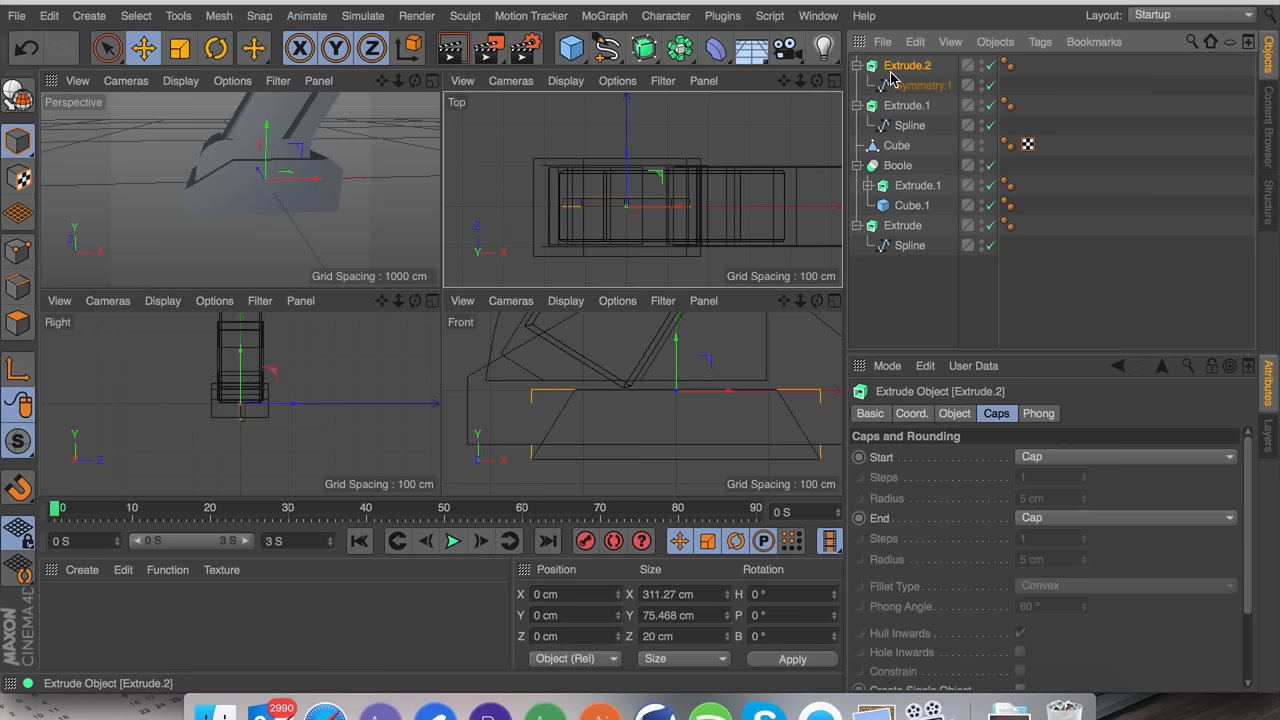 File Edit Create Select Tools Mesh Snap Animate Simulate Render Sculpt Motion Tracker MoGraph Character Plugins Script Window Help Layout: Startup
File Edit View Objects Tags Bookmarks
View Cameras Display Options Filter Panel
View Cameras Display Options Filter Panel
Perspective
Top
Grid Spacing : 1000 cm
Grid Spacing : 100 cm
View Cameras Display Options Filter Panel
View Cameras Display Options Filter Panel
Right
Front
Grid Spacing : 100 cm
Grid Spacing : 100 cm
Extrude.2
Symmetry.1
Extrude.1
Spline
Cube
Boole
Extrude.1
Cube.1
Extrude
Spline
Objects
Content Browser
Structure
Mode Edit User Data
Extrude Object [Extrude.2]
Basic Coord. Object Caps Phong
Caps and Rounding
Start Cap
Steps 1
Radius 5 cm
End Cap
Steps 1
Radius 5 cm
Fillet Type Convex
Phong Angle 60 °
Hull Inwards
Hole Inwards
Constrain
Create Single Object
Attributes
Layers
0 10 20 30 40 50 60 70 80 90 0 S
0 S 0 S 3 S 3 S
Create Edit Function Texture
Position Size Rotation
X 0 cm X 311.27 cm H 0 °
Y 0 cm Y 75.468 cm P 0 °
Z 0 cm Z 20 cm B 0 °
Object (Rel) Size Apply
MAXON CINEMA 4D
Extrude Object [Extrude.2]
2990